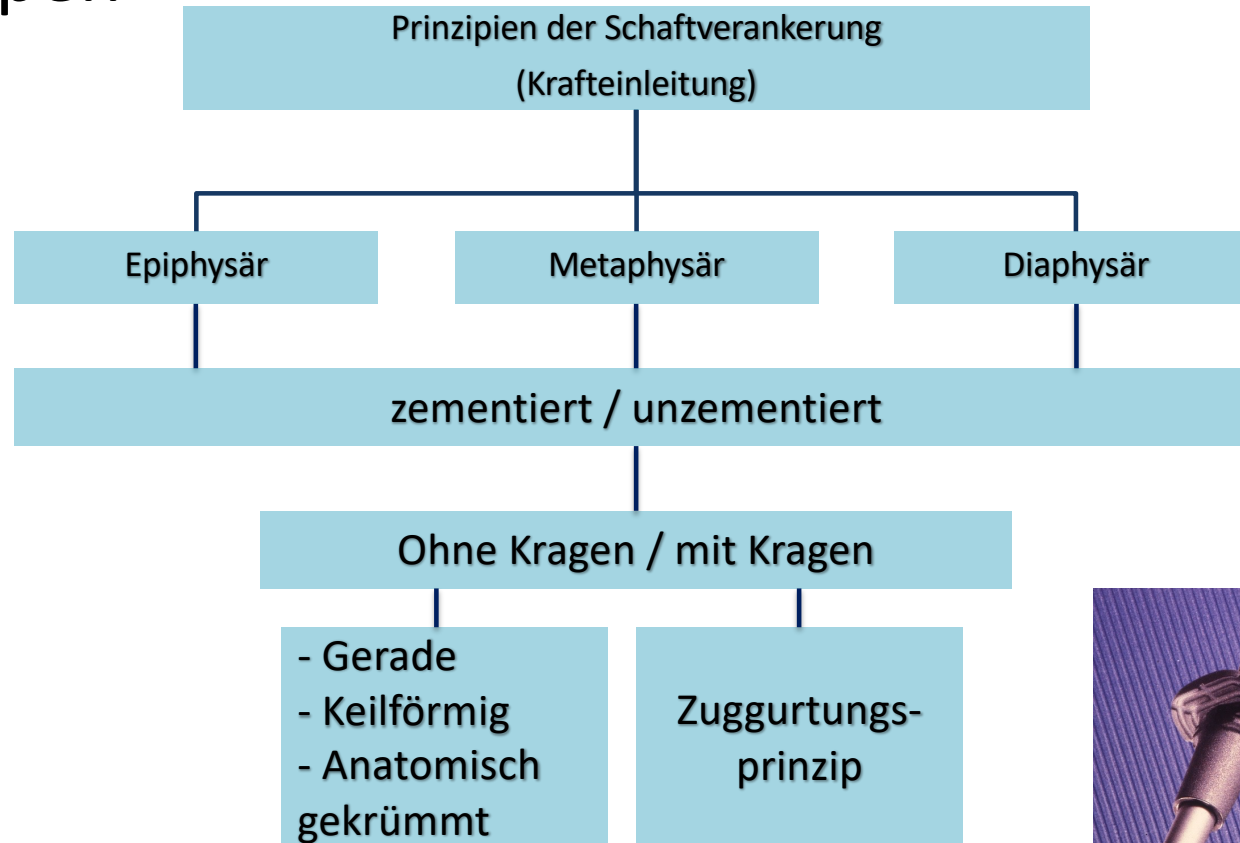 Prinzipien der Schaftverankerung
(Krafteinleitung)
Epiphysär
Metaphysär
Diaphysär
zementiert / unzementiert
Ohne Kragen / mit Kragen
- Gerade
- Keilförmig
- Anatomisch
gekrümmt
Zuggurtungs-
prinzip